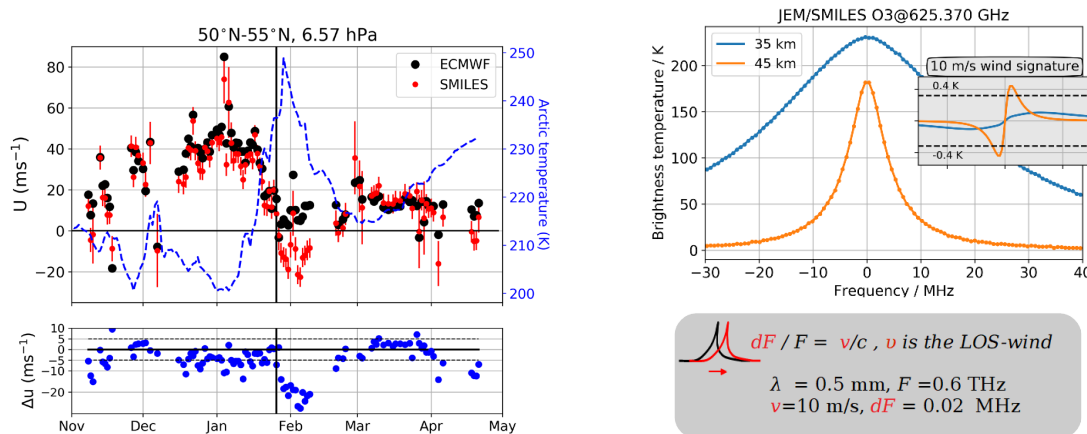 50°N-55°N, 6.57 hPa
ECMWF
SMILES
U (ms⁻¹)
80
60
40
20
0
−20
Arctic temperature (K)
250
240
230
220
210
200
Δu (ms⁻¹)
10
5
0
−5
−10
−20
Nov Dec Jan Feb Mar Apr May
JEM/SMILES O3@625.370 GHz
35 km
45 km
10 m/s wind signature
0.4 K
-0.4 K
Brightness temperature / K
200
150
100
50
0
−30 −20 −10 0 10 20 30 40
Frequency / MHz
dF / F = v/c , υ is the LOS-wind
λ = 0.5 mm, F =0.6 THz
v=10 m/s, dF = 0.02 MHz